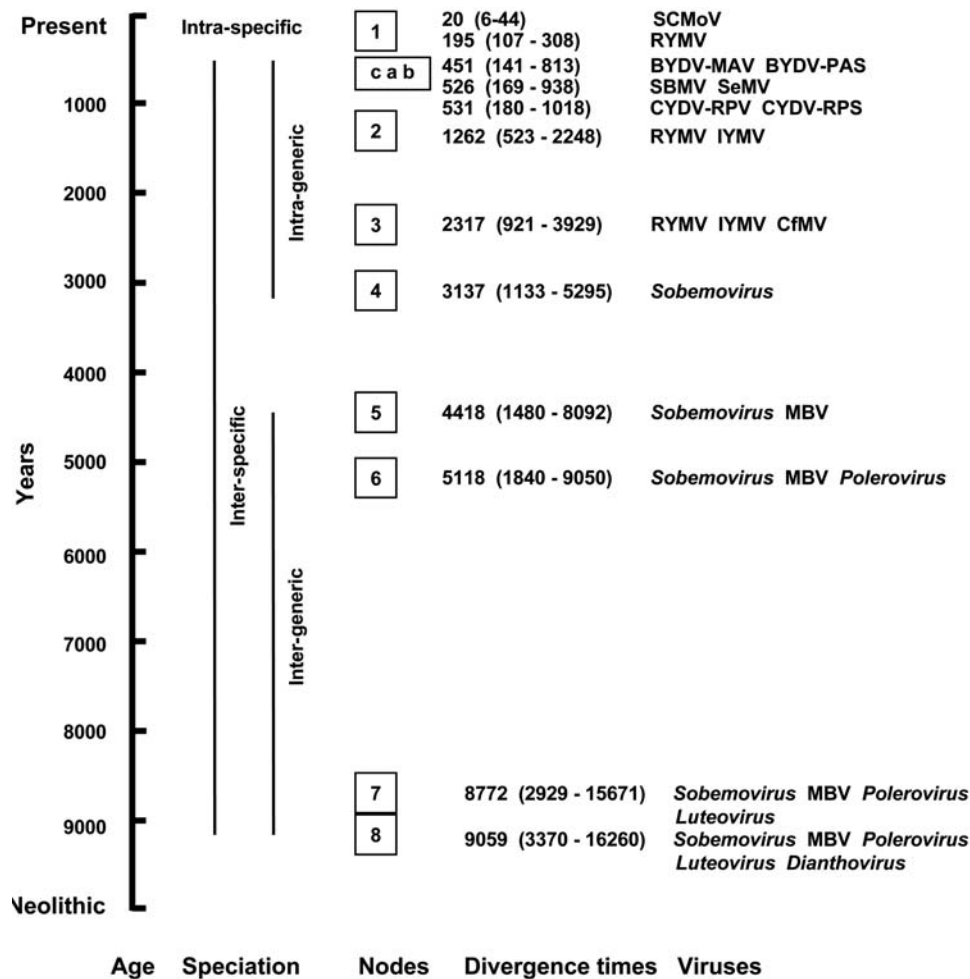 Present
Intra-specific
1
20 (6-44) SCMoV
195 (107 - 308) RYMV
c a b
451 (141 - 813) BYDV-MAV BYDV-PAS
526 (169 - 938) SBMV SeMV
1000
531 (180 - 1018) CYDV-RPV CYDV-RPS
2
1262 (523 - 2248) RYMV IYMV
Intra-generic
2000
3
2317 (921 - 3929) RYMV IYMV CfMV
3000
4
3137 (1133 - 5295) Sobemovirus
4000
5
4418 (1480 - 8092) Sobemovirus MBV
Years
Inter-specific
5000
6
5118 (1840 - 9050) Sobemovirus MBV Polerovirus
6000
Inter-generic
7000
8000
7
8772 (2929 - 15671) Sobemovirus MBV Polerovirus
Luteovirus
9000
8
9059 (3370 - 16260) Sobemovirus MBV Polerovirus
Luteovirus Dianthovirus
Neolithic
Age Speciation Nodes Divergence times Viruses